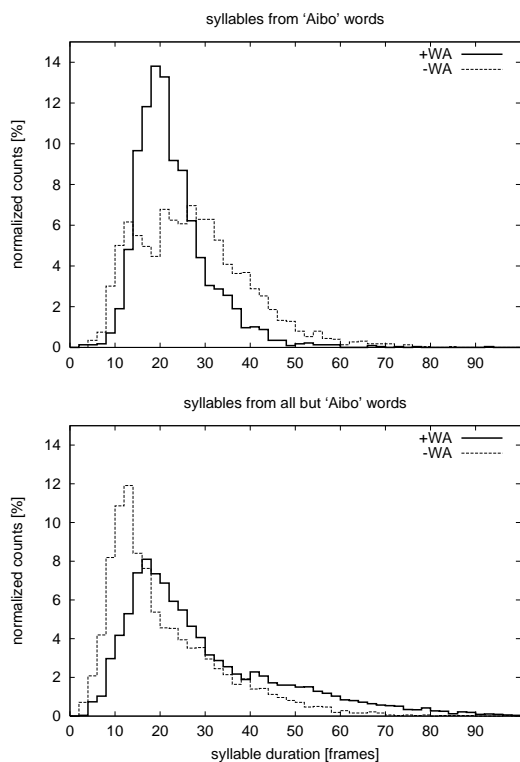 syllables from ‘Aibo’ words
normalized counts [%]
14
12
10
8
6
4
2
0
+WA
-WA
0 10 20 30 40 50 60 70 80 90
syllables from all but ‘Aibo’ words
normalized counts [%]
14
12
10
8
6
4
2
0
+WA
-WA
0 10 20 30 40 50 60 70 80 90
syllable duration [frames]